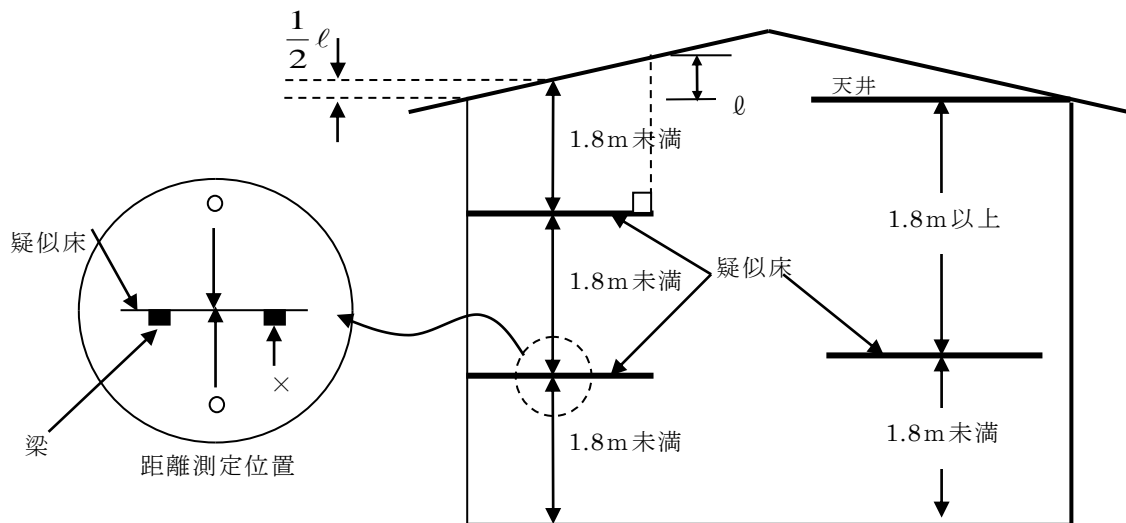 1/2 ℓ
天井
ℓ
1.8m未満
1.8m以上
疑似床
1.8m未満
疑似床
○
×
○
梁
1.8m未満
1.8m未満
距離測定位置